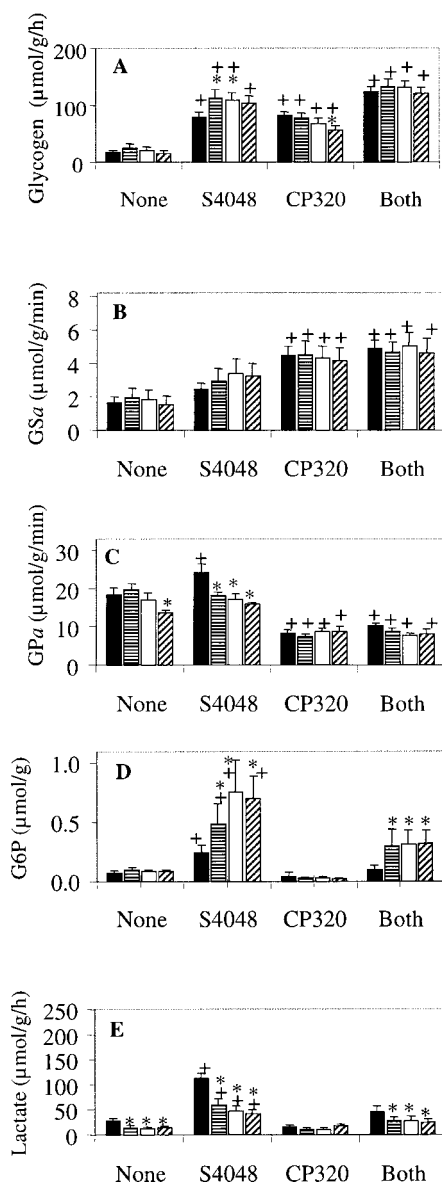 Glycogen (µmol/g/h)
200
A
100
0
+ + + +
* *
+ + + +
*
+ + + +
None S4048 CP320 Both
GSa (µmol/g/min)
8
B
6
4
2
0
+ + + +
+ + + +
None S4048 CP320 Both
GPa (µmol/g/min)
30
C
20
10
0
*
+
* * *
+ + + +
+ + + +
None S4048 CP320 Both
G6P (µmol/g)
1.0
D
0.5
0.0
+
*
+
*
+
* +
* * *
None S4048 CP320 Both
Lactate (µmol/g/h)
250
E
200
150
100
50
0
* * *
+
* * *
+ + +
* * *
None S4048 CP320 Both